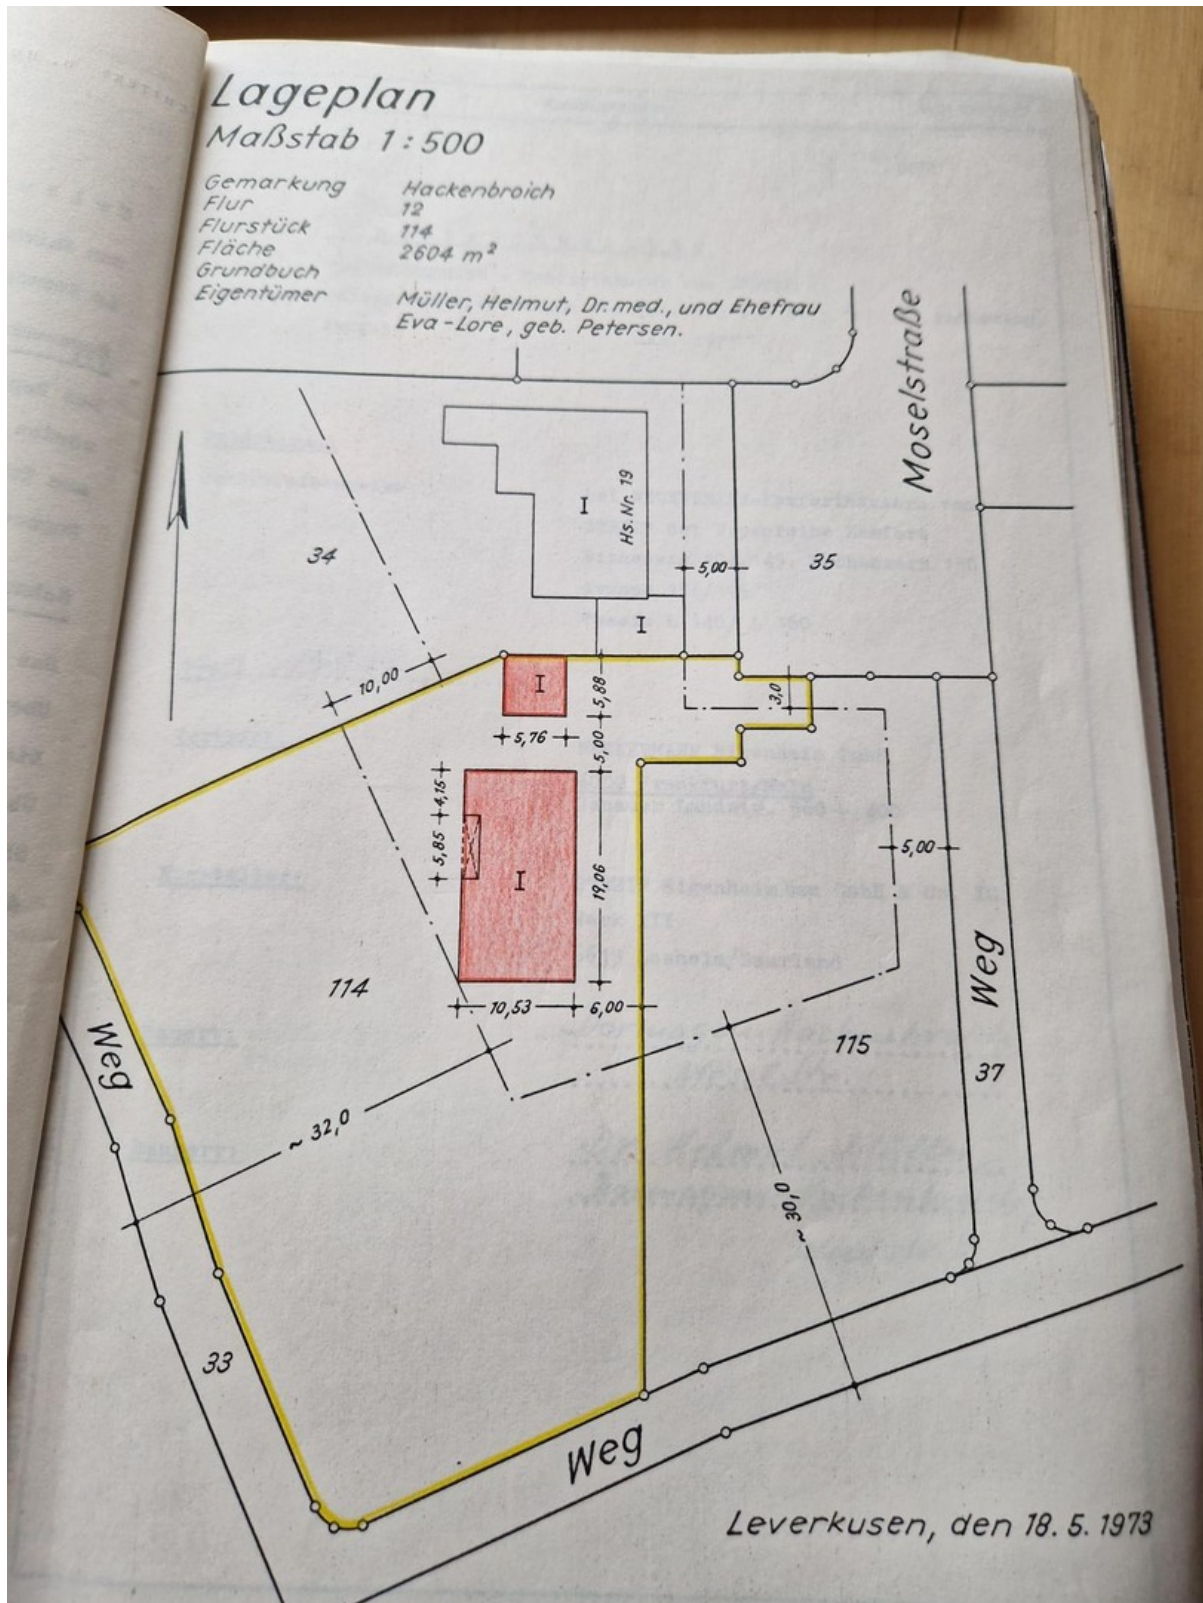 Lageplan
Maßstab 1 : 500
Gemarkung Hackenbroich
Flur 12
Flurstück 114
Fläche 2604 m²
Grundbuch
Eigentümer Müller, Helmut, Dr. med., und Ehefrau
Eva-Lore, geb. Petersen.
Moselstraße
Hs. Nr. 19
I
34
5,00
35
I
10,00
I
5,88
3,0
5,76
5,00
4,15
5,85
I
19,06
5,00
114
10,53
6,00
Weg
Weg
115
37
~ 32,0
~ 30,0
33
Weg
Leverkusen, den 18. 5. 1973